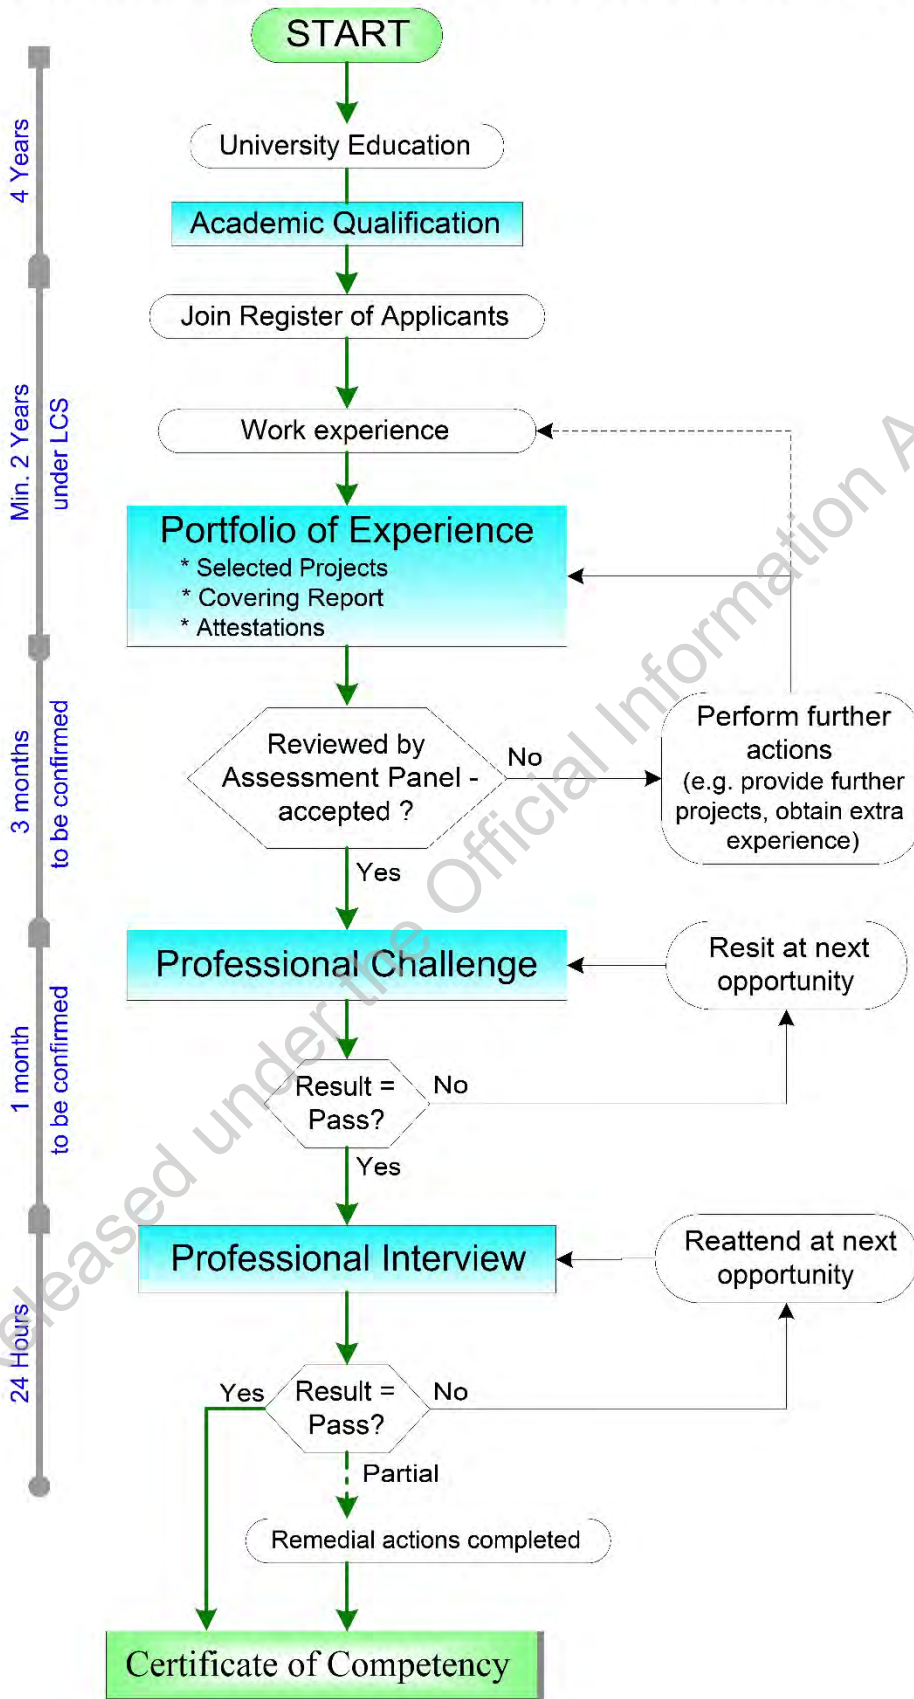 START
4 Years
University Education
Academic Qualification
Join Register of Applicants
Min. 2 Years
under LCS
Work experience
Portfolio of Experience
* Selected Projects
* Covering Report
* Attestations
3 months
to be confirmed
Reviewed by
Assessment Panel -
accepted ?
No
Perform further
actions
(e.g. provide further
projects, obtain extra
experience)
Yes
Professional Challenge
Resit at next
opportunity
1 month
to be confirmed
Result =
Pass?
No
Yes
Professional Interview
Reattend at next
opportunity
24 Hours
Result =
Pass?
Yes
No
Partial
Remedial actions completed
Certificate of Competency
Released under the Official Information A